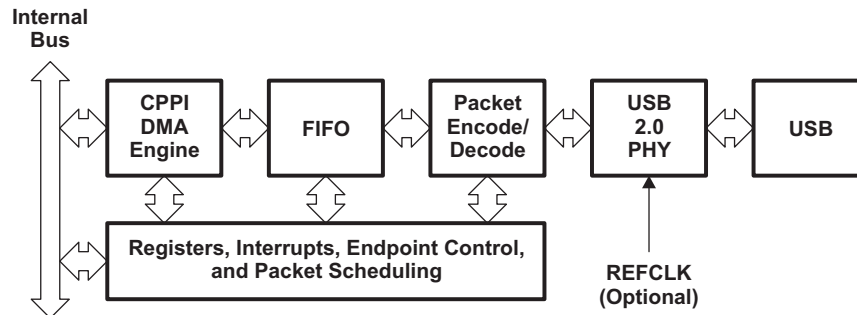 Internal
Bus
CPPI
DMA
Engine
FIFO
Packet
Encode/
Decode
USB
2.0
PHY
USB
Registers, Interrupts, Endpoint Control,
and Packet Scheduling
REFCLK
(Optional)